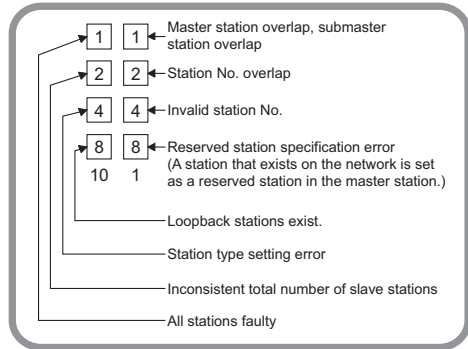 1 1 Master station overlap, submaster
station overlap
2 2 Station No. overlap
4 4 Invalid station No.
8 8 Reserved station specification error
(A station that exists on the network is set
as a reserved station in the master station.)
10 1
Loopback stations exist.
Station type setting error
Inconsistent total number of slave stations
All stations faulty